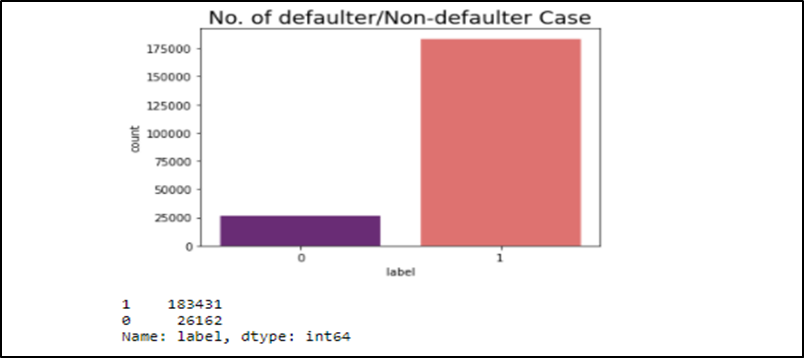 No. of defaulter/Non-defaulter Case
175000
150000
125000
100000
75000
50000
25000
0
count
0 1
label
1 183431
0 26162
Name: label, dtype: int64